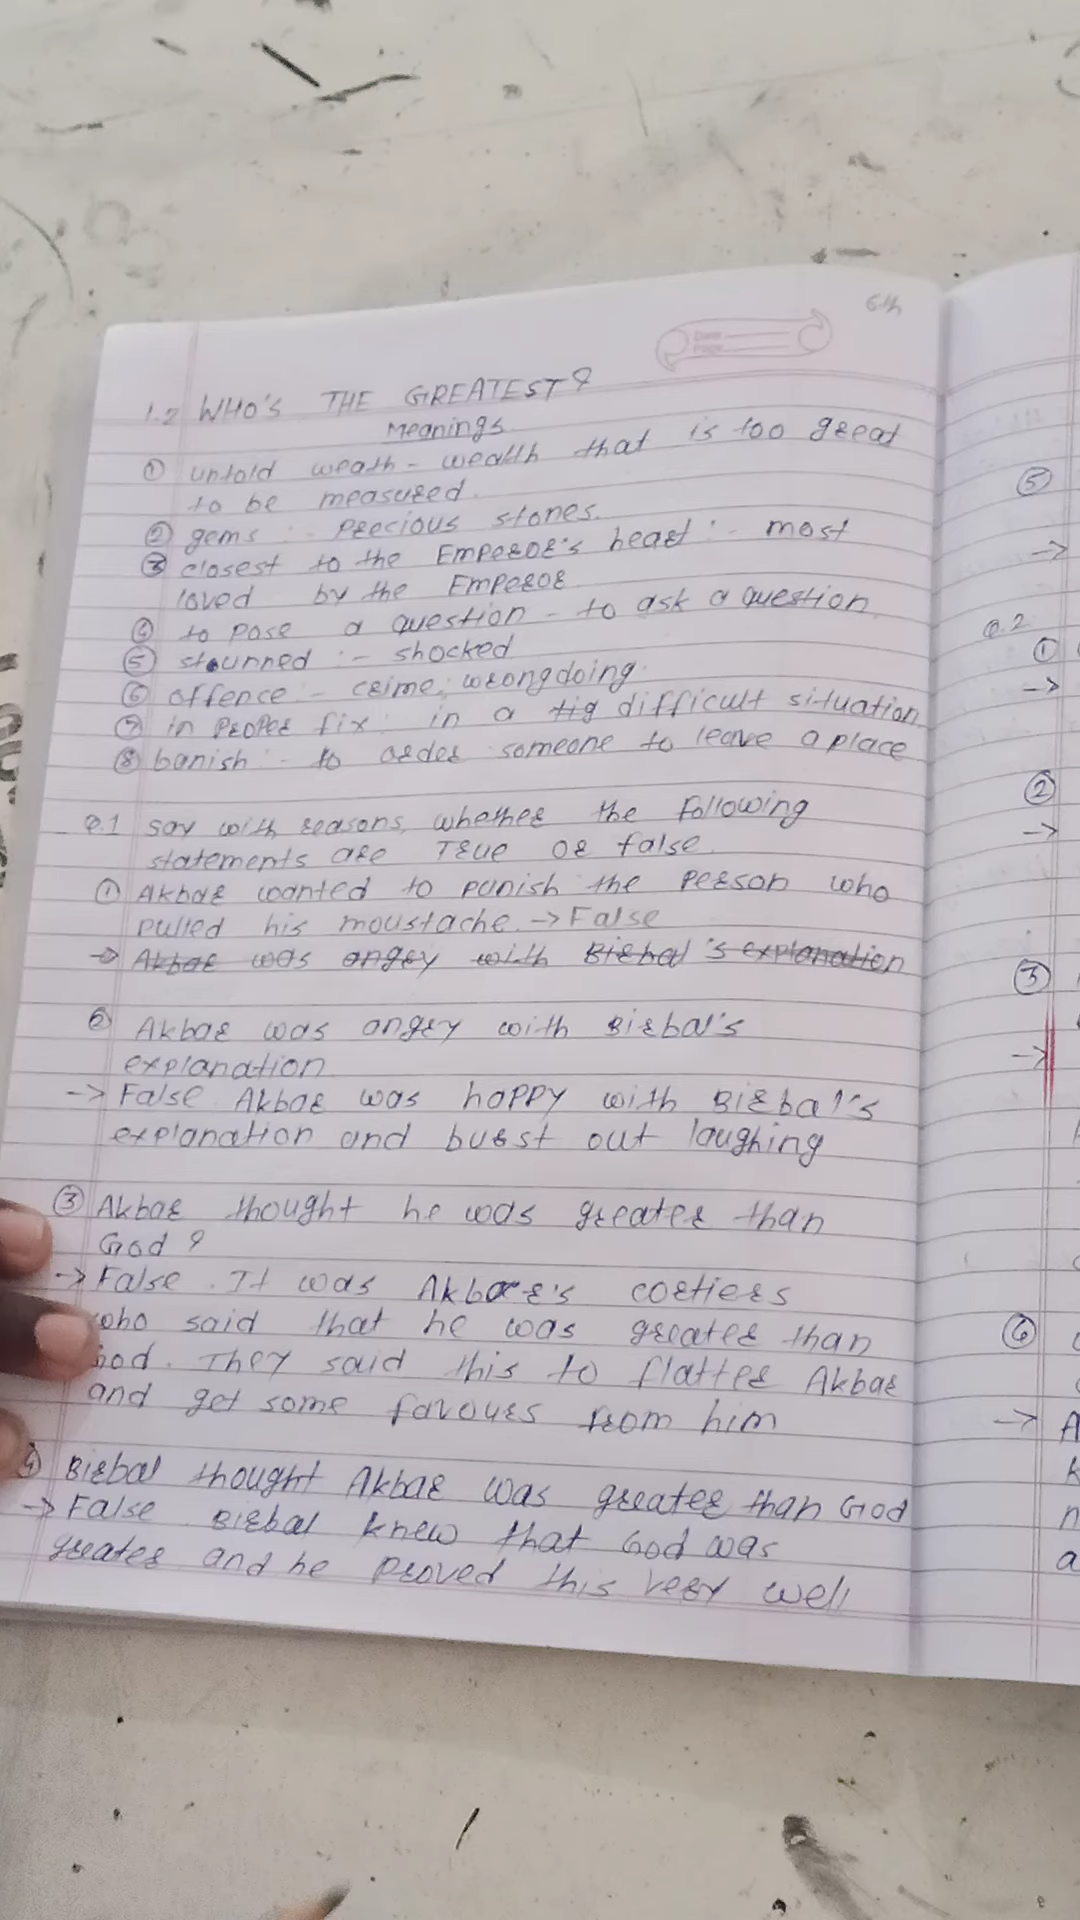 6th
Date
Page
1.2 WHO'S THE GREATEST?
Meanings
① untold weath - wealth that is too great
to be measured.
② gems :- Precious stones.
③ closest to the Emperor's heart :- most
loved by the Emperor
④ to pose a question - to ask a question
⑤ stunned :- shocked
⑥ offence :- crime, wrongdoing.
⑦ in proper fix : in a difficult situation
⑧ banish :- to order someone to leave a place
Q.1 Say with reasons, whether the following
statements are True or false.
① Akbar wanted to punish the person who
pulled his moustache. → False
→ Akbar was angry with Birbal's explanation
② Akbar was angry with Birbal's
explanation
→ False Akbar was happy with Birbal's
explanation and burst out laughing
③ Akbar thought he was greater than
God ?
→ False . It was Akbar's cortiers
who said that he was greater than
God. They said this to flatter Akbar
and get some favours from him
④ Birbal thought Akbar was greater than God
→ False Birbal knew that God was
greater and he proved this very well
⑤
→
Q.2
①
→
②
→
③
→
⑥
→ A
k
n
a